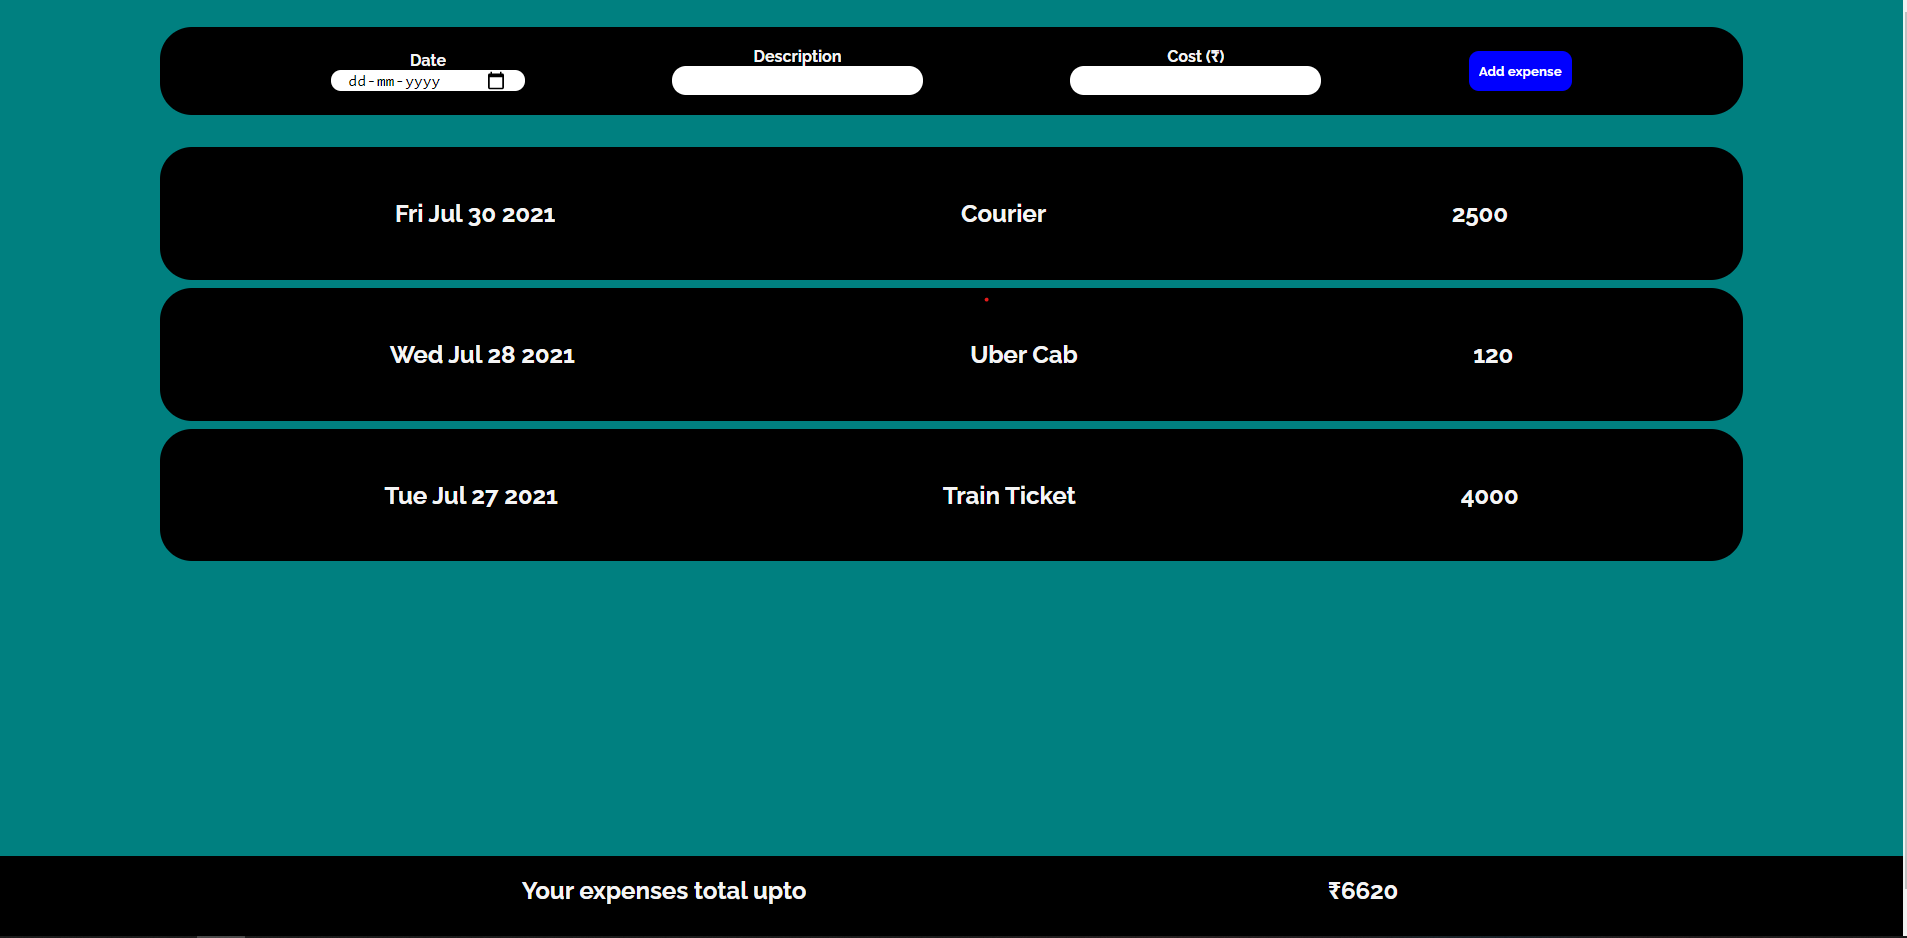 Date Description Cost (₹) Add expense
dd-mm-yyyy
Fri Jul 30 2021 Courier 2500
Wed Jul 28 2021 Uber Cab 120
Tue Jul 27 2021 Train Ticket 4000
Your expenses total upto ₹6620